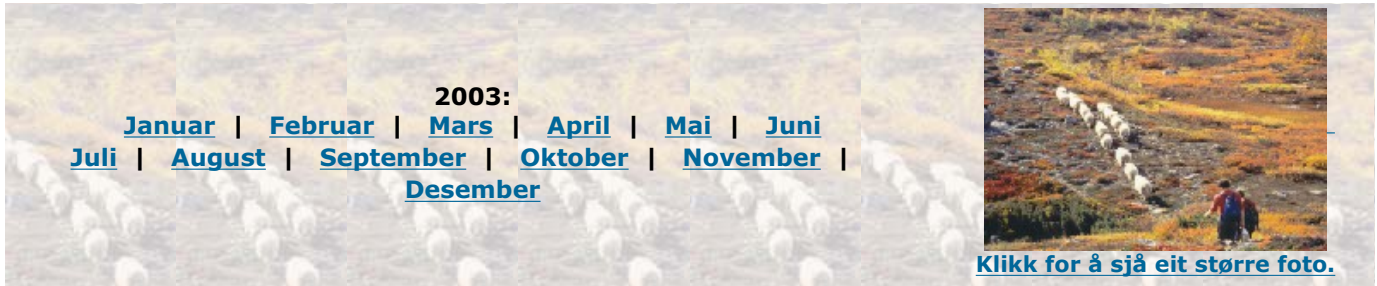 2003:
Januar | Februar | Mars | April | Mai | Juni
Juli | August | September | Oktober | November |
Desember
Klikk for å sjå eit større foto.